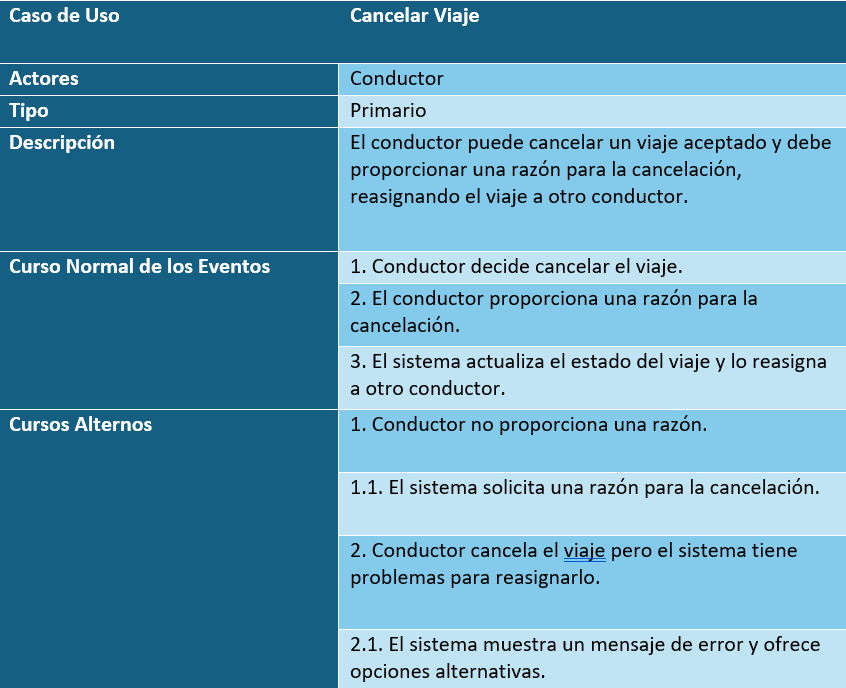 Caso de Uso
Cancelar Viaje
Actores
Conductor
Tipo
Primario
Descripción
El conductor puede cancelar un viaje aceptado y debe
proporcionar una razón para la cancelación,
reasignando el viaje a otro conductor.
Curso Normal de los Eventos
1. Conductor decide cancelar el viaje.
2. El conductor proporciona una razón para la
cancelación.
3. El sistema actualiza el estado del viaje y lo reasigna
a otro conductor.
Cursos Alternos
1. Conductor no proporciona una razón.
1.1. El sistema solicita una razón para la cancelación.
2. Conductor cancela el viaje pero el sistema tiene
problemas para reasignarlo.
2.1. El sistema muestra un mensaje de error y ofrece
opciones alternativas.